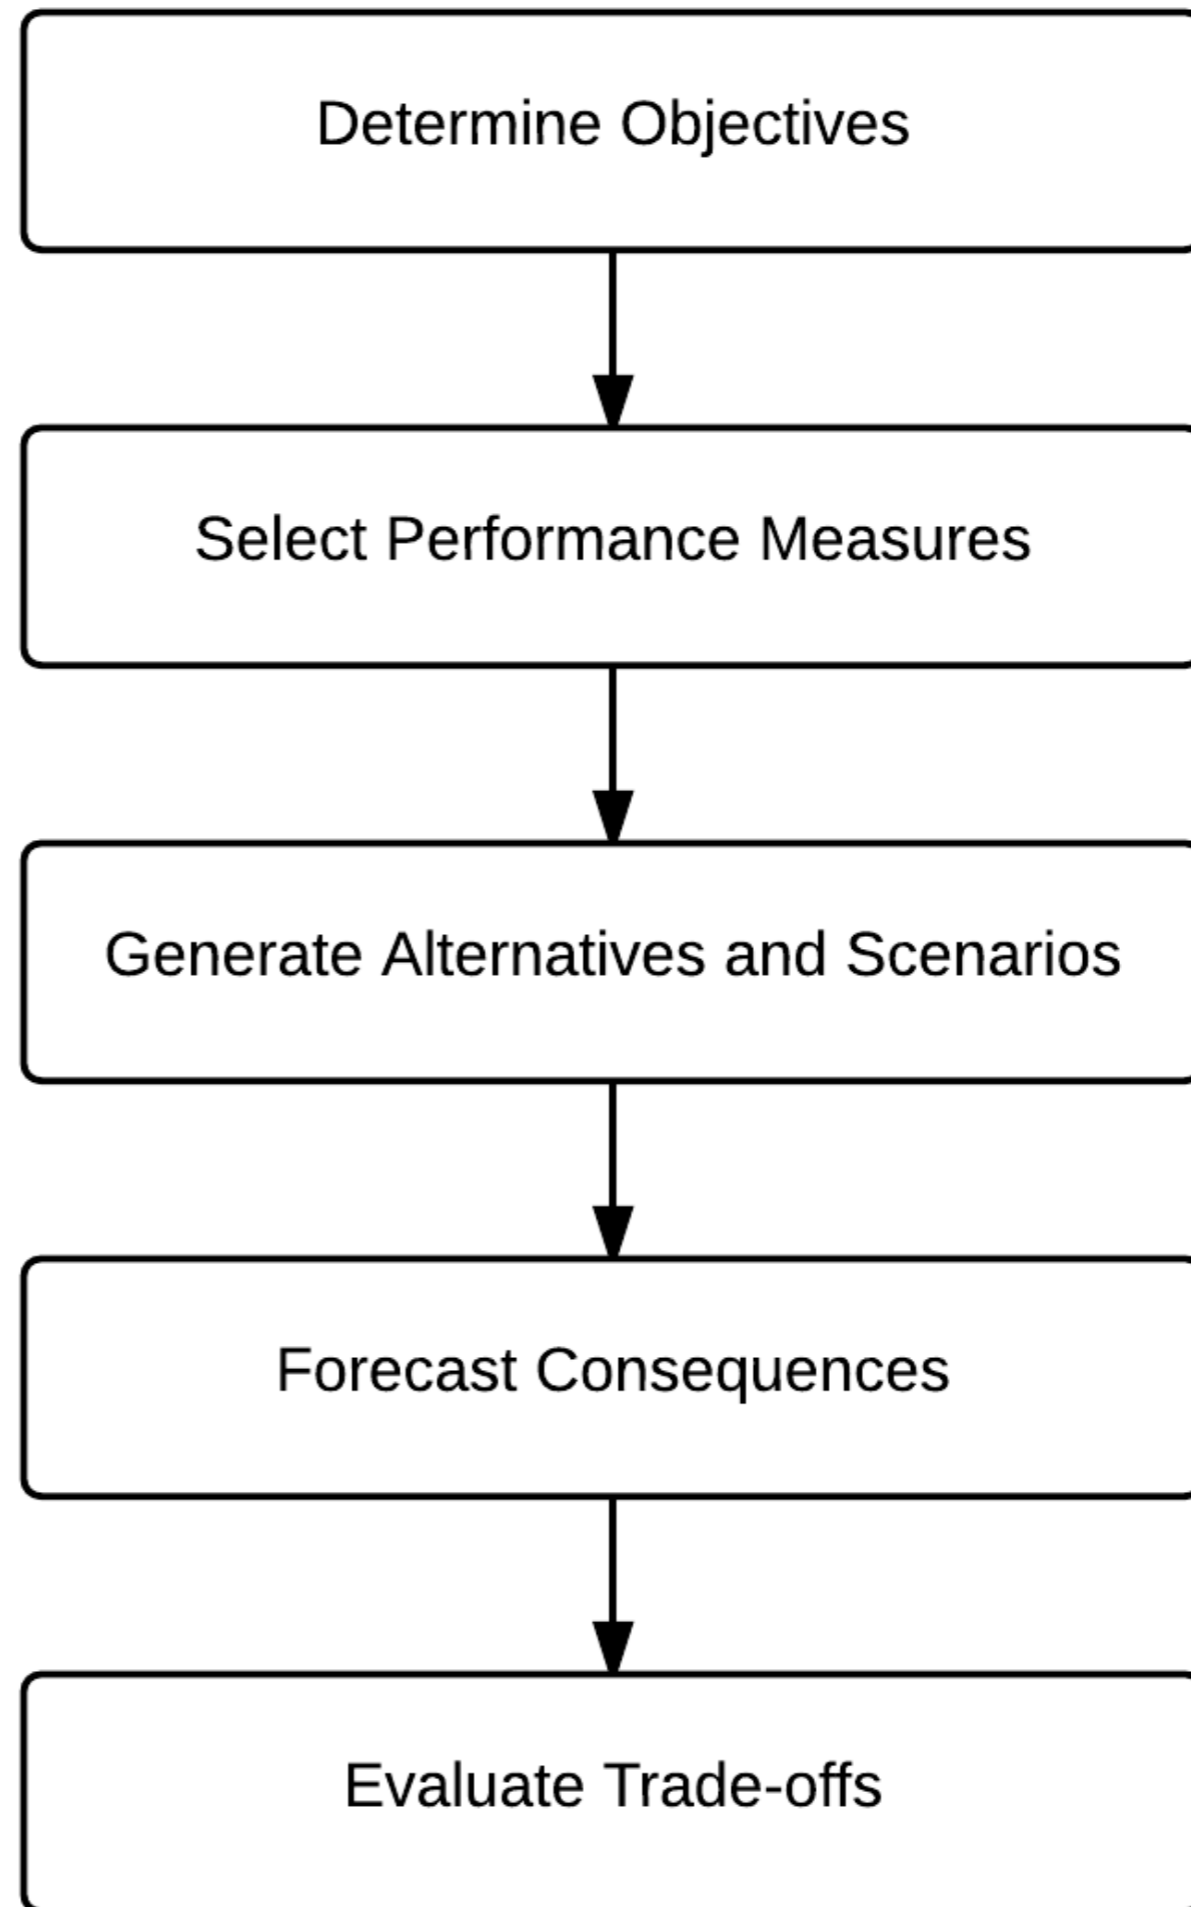 Determine Objectives
Select Performance Measures
Generate Alternatives and Scenarios
Forecast Consequences
Evaluate Trade-offs